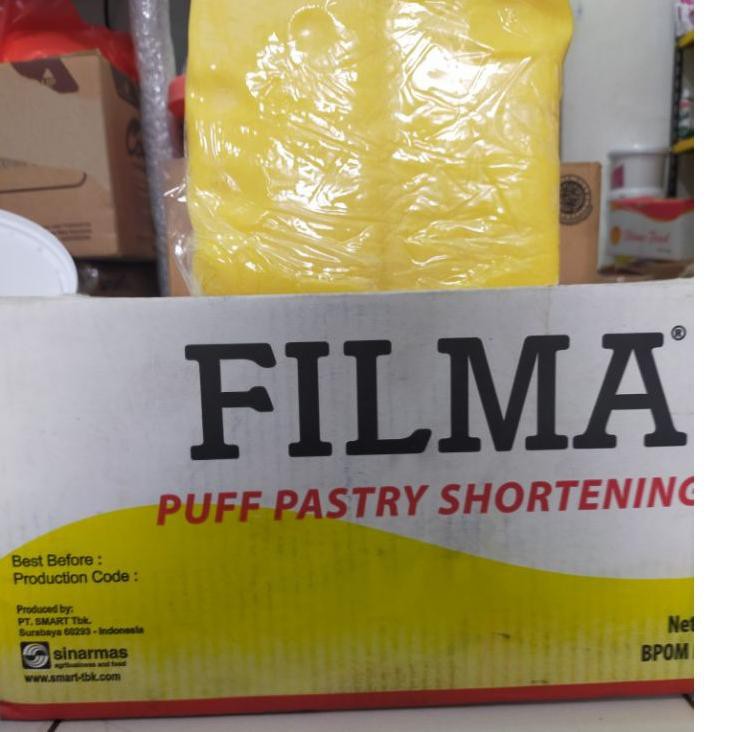 FILMA®
PUFF PASTRY SHORTENING
Best Before :
Production Code :
Produced by:
PT. SMART Tbk.
Surabaya 60293 - Indonesia
sinarmas
agribusiness and food
www.smart-tbk.com
Net
BPOM